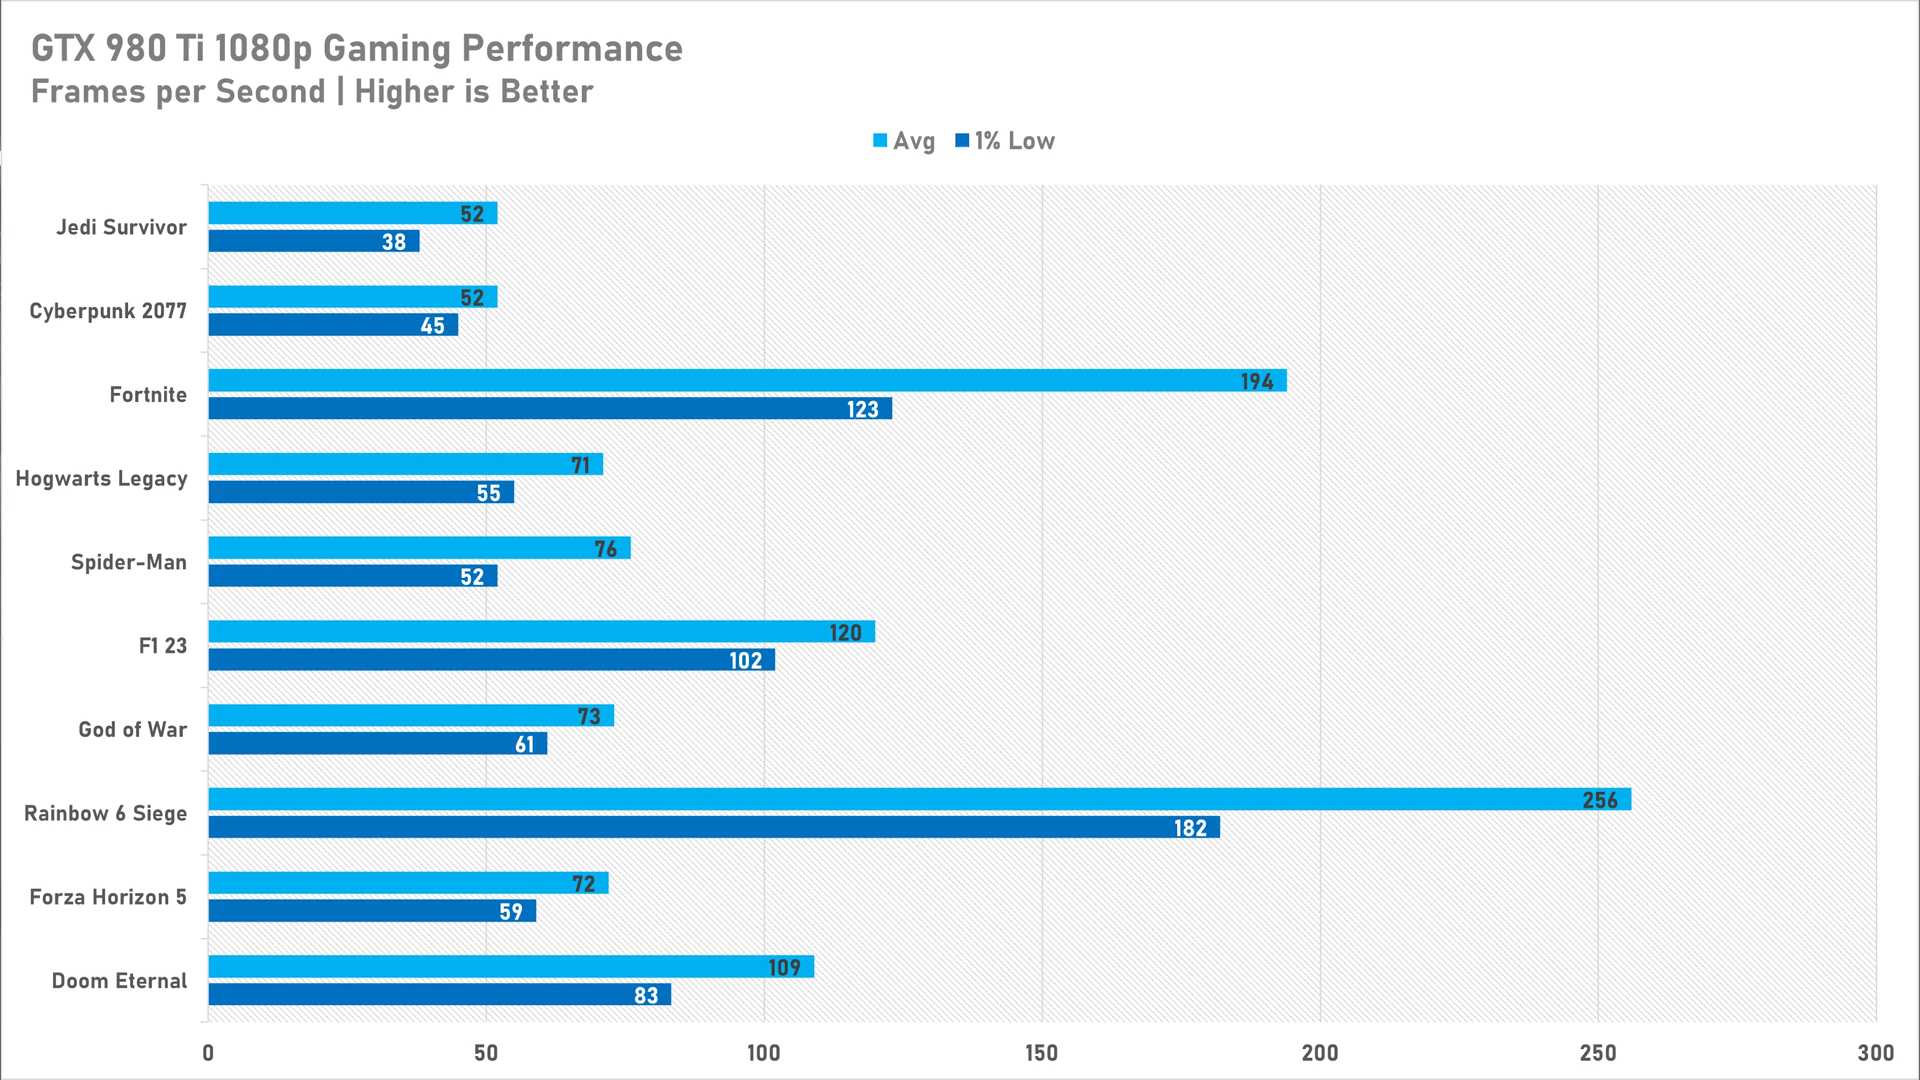 GTX 980 Ti 1080p Gaming Performance
Frames per Second | Higher is Better
Avg 1% Low
Jedi Survivor 52
38
Cyberpunk 2077 52
45
Fortnite 194
123
Hogwarts Legacy 71
55
Spider-Man 76
52
F1 23 120
102
God of War 73
61
Rainbow 6 Siege 256
182
Forza Horizon 5 72
59
Doom Eternal 109
83
0 50 100 150 200 250 300